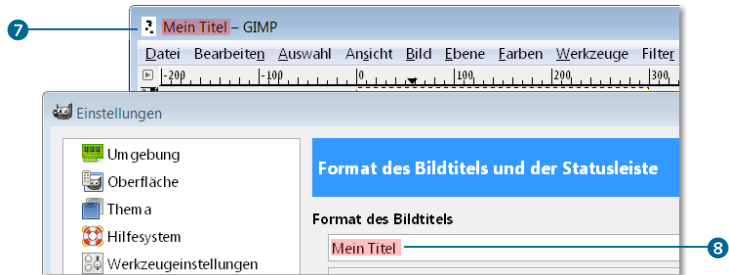 7
Mein Titel – GIMP
Datei Bearbeiten Auswahl Ansicht Bild Ebene Farben Werkzeuge Filter
-200 -100 0 100 200 300
Einstellungen
Umgebung
Oberfläche
Thema
Hilfesystem
Werkzeugeinstellungen
Format des Bildtitels und der Statusleiste
Format des Bildtitels
Mein Titel
8